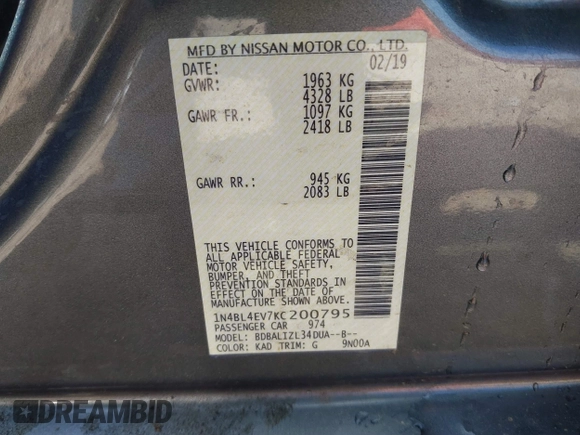 MFD BY NISSAN MOTOR CO., LTD.
DATE: 02/19
GVWR: 1963 KG
4328 LB
GAWR FR.: 1097 KG
2418 LB
GAWR RR.: 945 KG
2083 LB
THIS VEHICLE CONFORMS TO
ALL APPLICABLE FEDERAL
MOTOR VEHICLE SAFETY,
BUMPER, AND THEFT
PREVENTION STANDARDS
IN EFFECT ON THE DATE OF
MANUFACTURE SHOWN ABOVE.
1N4BL4EV7KC200795
PASSENGER CAR 974
MODEL: BDBALIZL34DUA--B--
COLOR: KAD TRIM: G 9N00A
DREAMBID